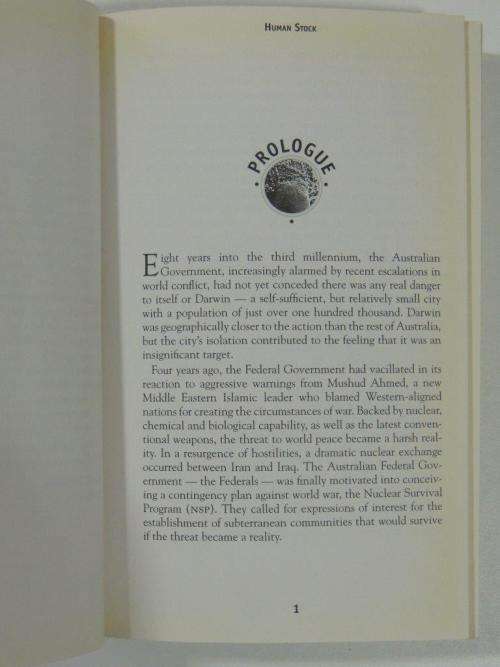 HUMAN STOCK
• PROLOGUE •
Eight years into the third millennium, the Australian
Government, increasingly alarmed by recent escalations in
world conflict, had not yet conceded there was any real danger
to itself or Darwin — a self-sufficient, but relatively small city
with a population of just over one hundred thousand. Darwin
was geographically closer to the action than the rest of Australia,
but the city's isolation contributed to the feeling that it was an
insignificant target.
Four years ago, the Federal Government had vacillated in its
reaction to aggressive warnings from Mushud Ahmed, a new
Middle Eastern Islamic leader who blamed Western-aligned
nations for creating the circumstances of war. Backed by nuclear,
chemical and biological capability, as well as the latest conven-
tional weapons, the threat to world peace became a harsh real-
ity. In a resurgence of hostilities, a dramatic nuclear exchange
occurred between Iran and Iraq. The Australian Federal Gov-
ernment — the Federals — was finally motivated into conceiv-
ing a contingency plan against world war, the Nuclear Survival
Program (NSP). They called for expressions of interest for the
establishment of subterranean communities that would survive
if the threat became a reality.
1